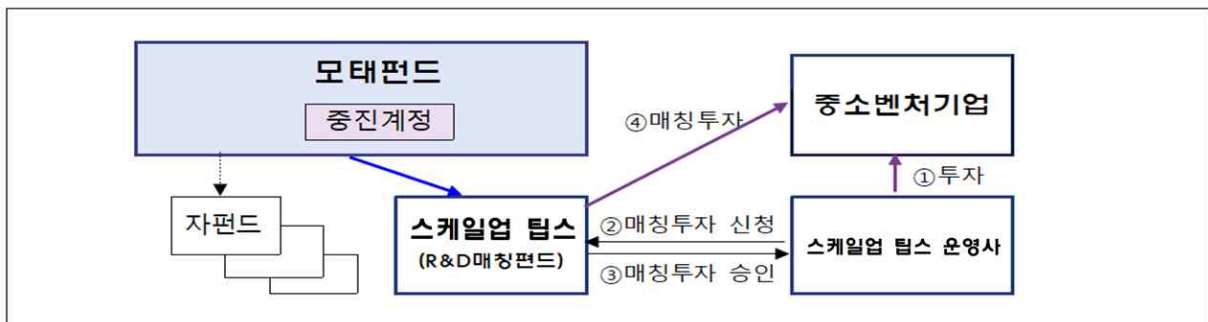 모태펀드
중진계정
중소벤처기업
④매칭투자
①투자
자펀드
스케일업 팁스
(R&D매칭펀드)
②매칭투자 신청
③매칭투자 승인
스케일업 팁스 운영사